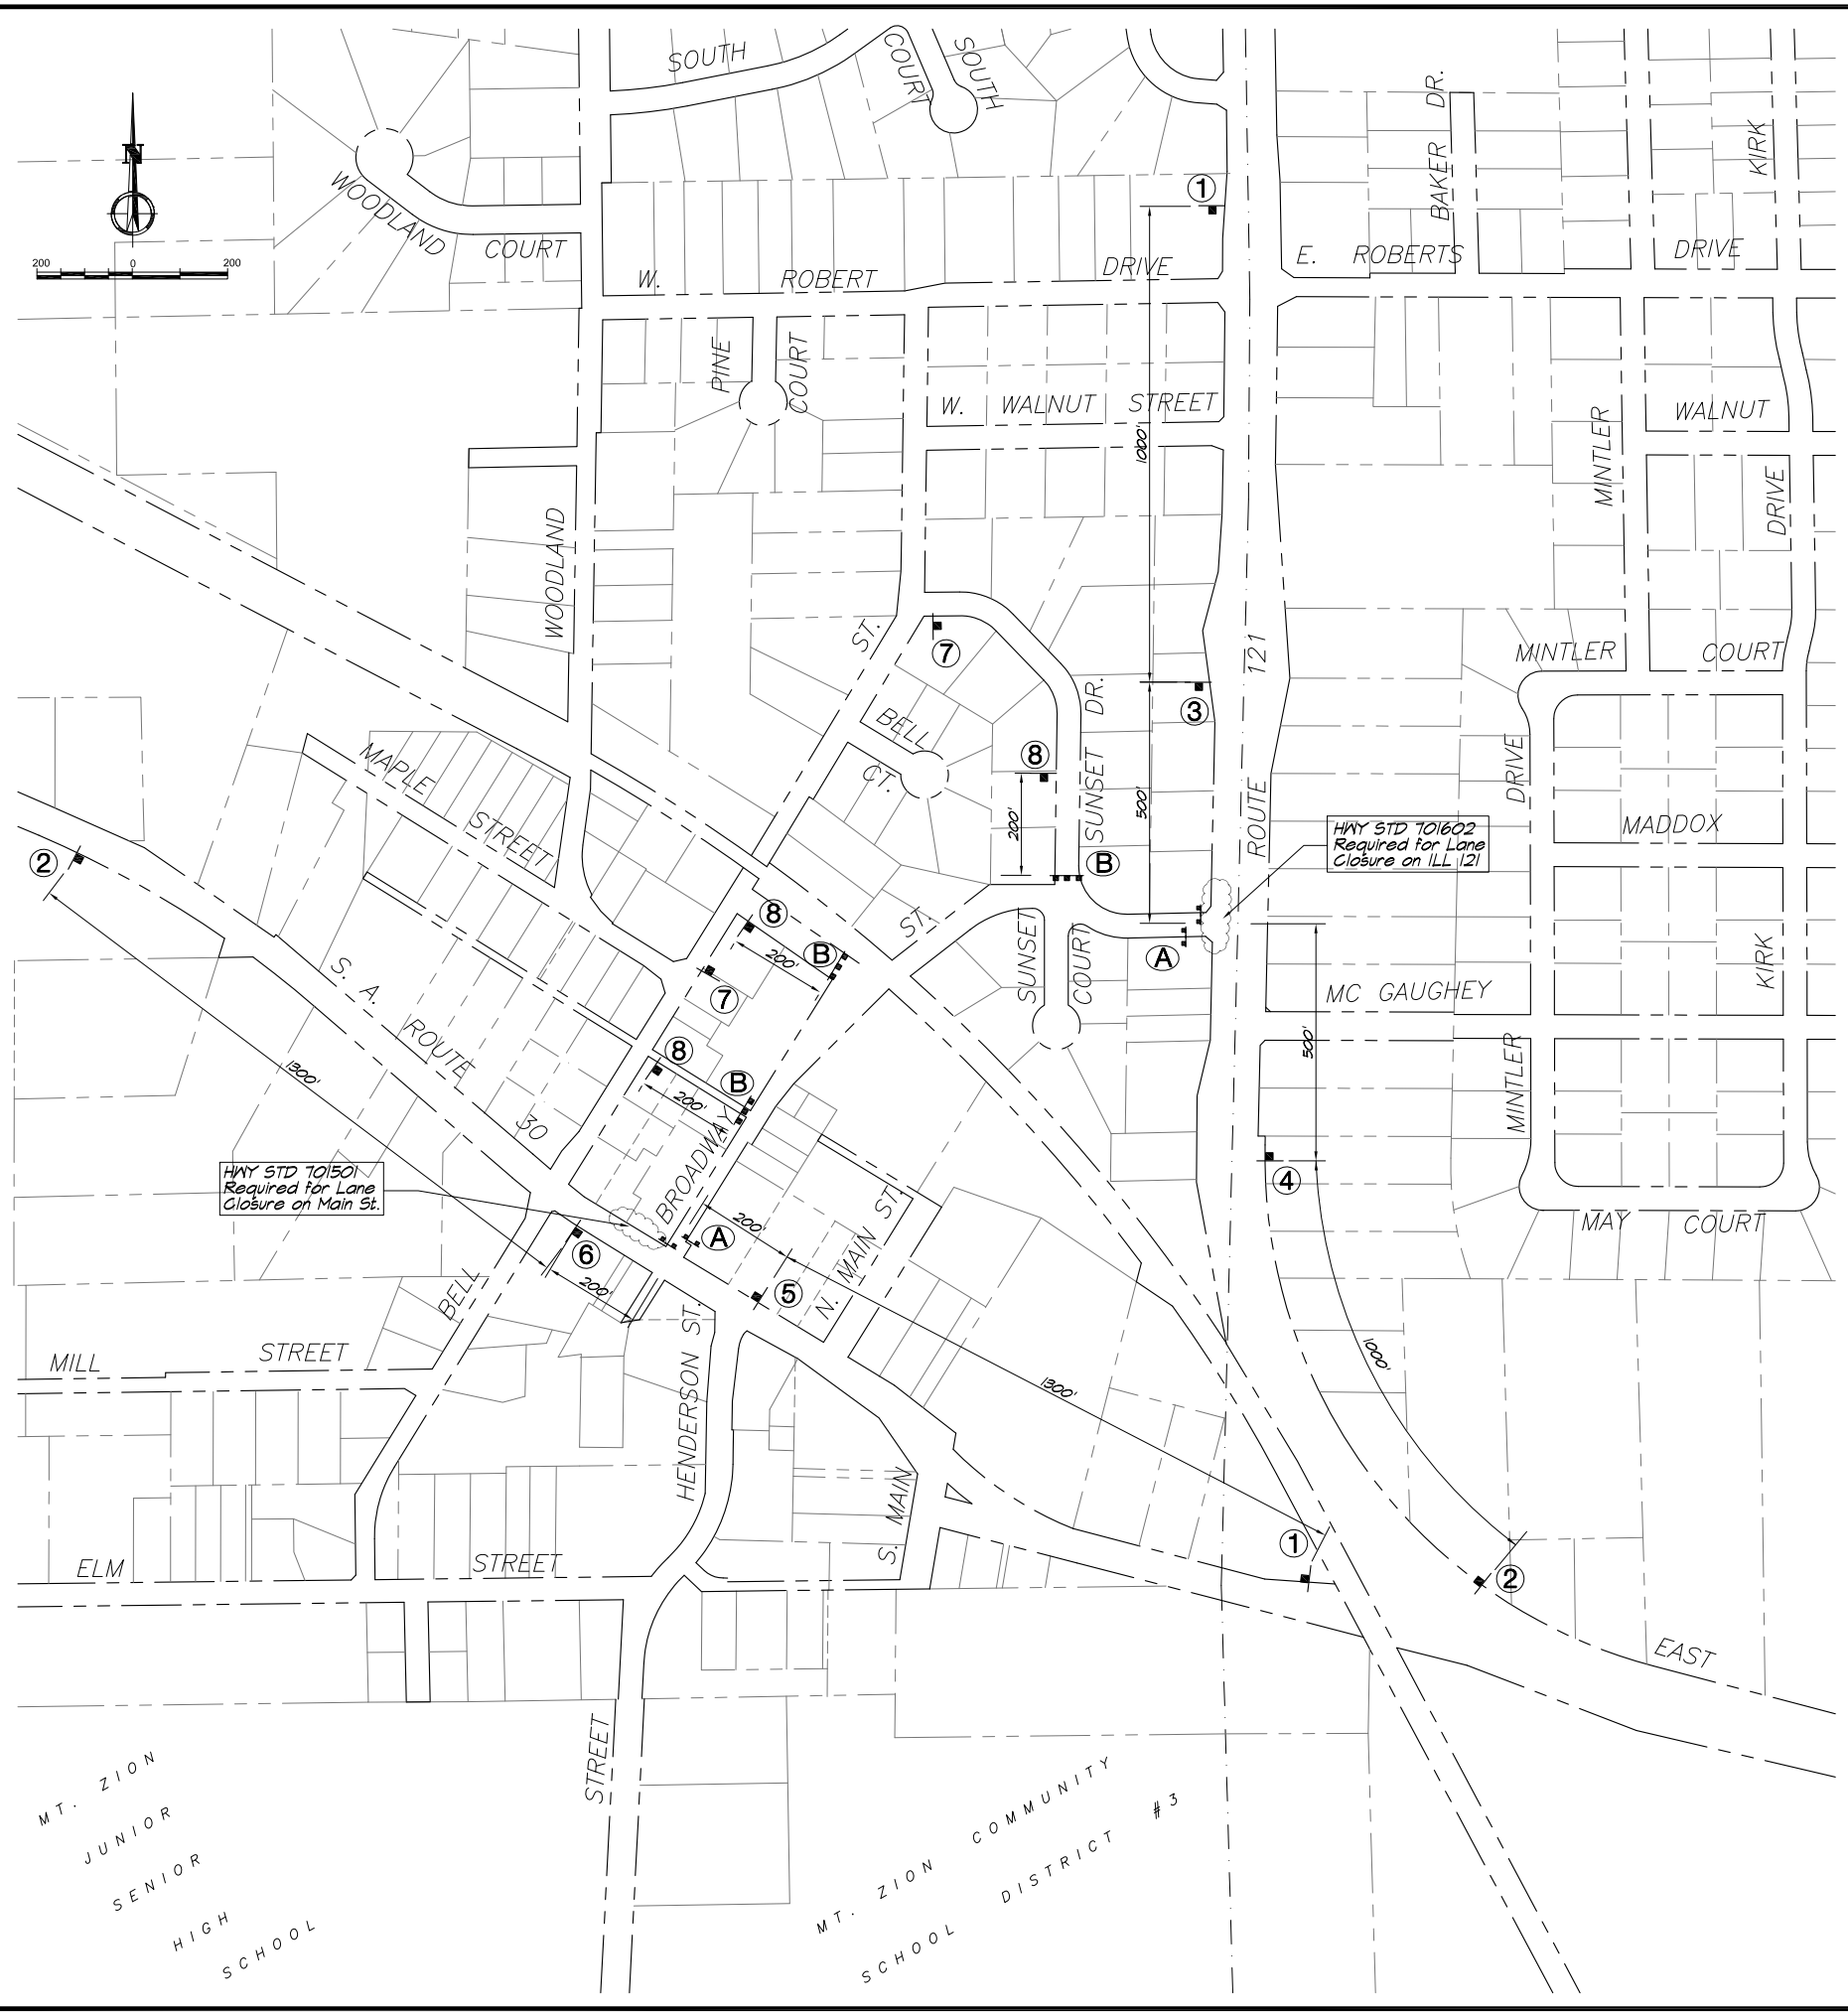 SOUTH
COURT
SOUTH
N
200 0 200
WOODLAND
COURT
W. ROBERT DRIVE
1
E. ROBERTS DRIVE
BAKER DR.
KIRK
PINE
COURT
W. WALNUT STREET
1000'
MINTLER
WALNUT
DRIVE
WOODLAND
ST.
7
BELL
CT.
8
200'
SUNSET DR.
3
500'
B
ROUTE 121
HWY STD 701602
Required for Lane
Closure on ILL 121
MINTLER COURT
DRIVE
MADDOX
MAPLE
STREET
2
1300'
S. A.
ROUTE
30
8
200'
B
7
8
200'
B
ST.
SUNSET
COURT
A
MC GAUGHEY
500'
KIRK
MINTLER
4
MAY COURT
HWY STD 701501
Required for Lane
Closure on Main St.
BROADWAY
A
200'
5
N. MAIN ST.
6
200'
BELL
MILL STREET
HENDERSON ST.
1300'
1000'
S. MAIN
1
2
ELM STREET
EAST
STREET
MT. ZION
JUNIOR
SENIOR
HIGH
SCHOOL
MT. ZION COMMUNITY
SCHOOL DISTRICT #3